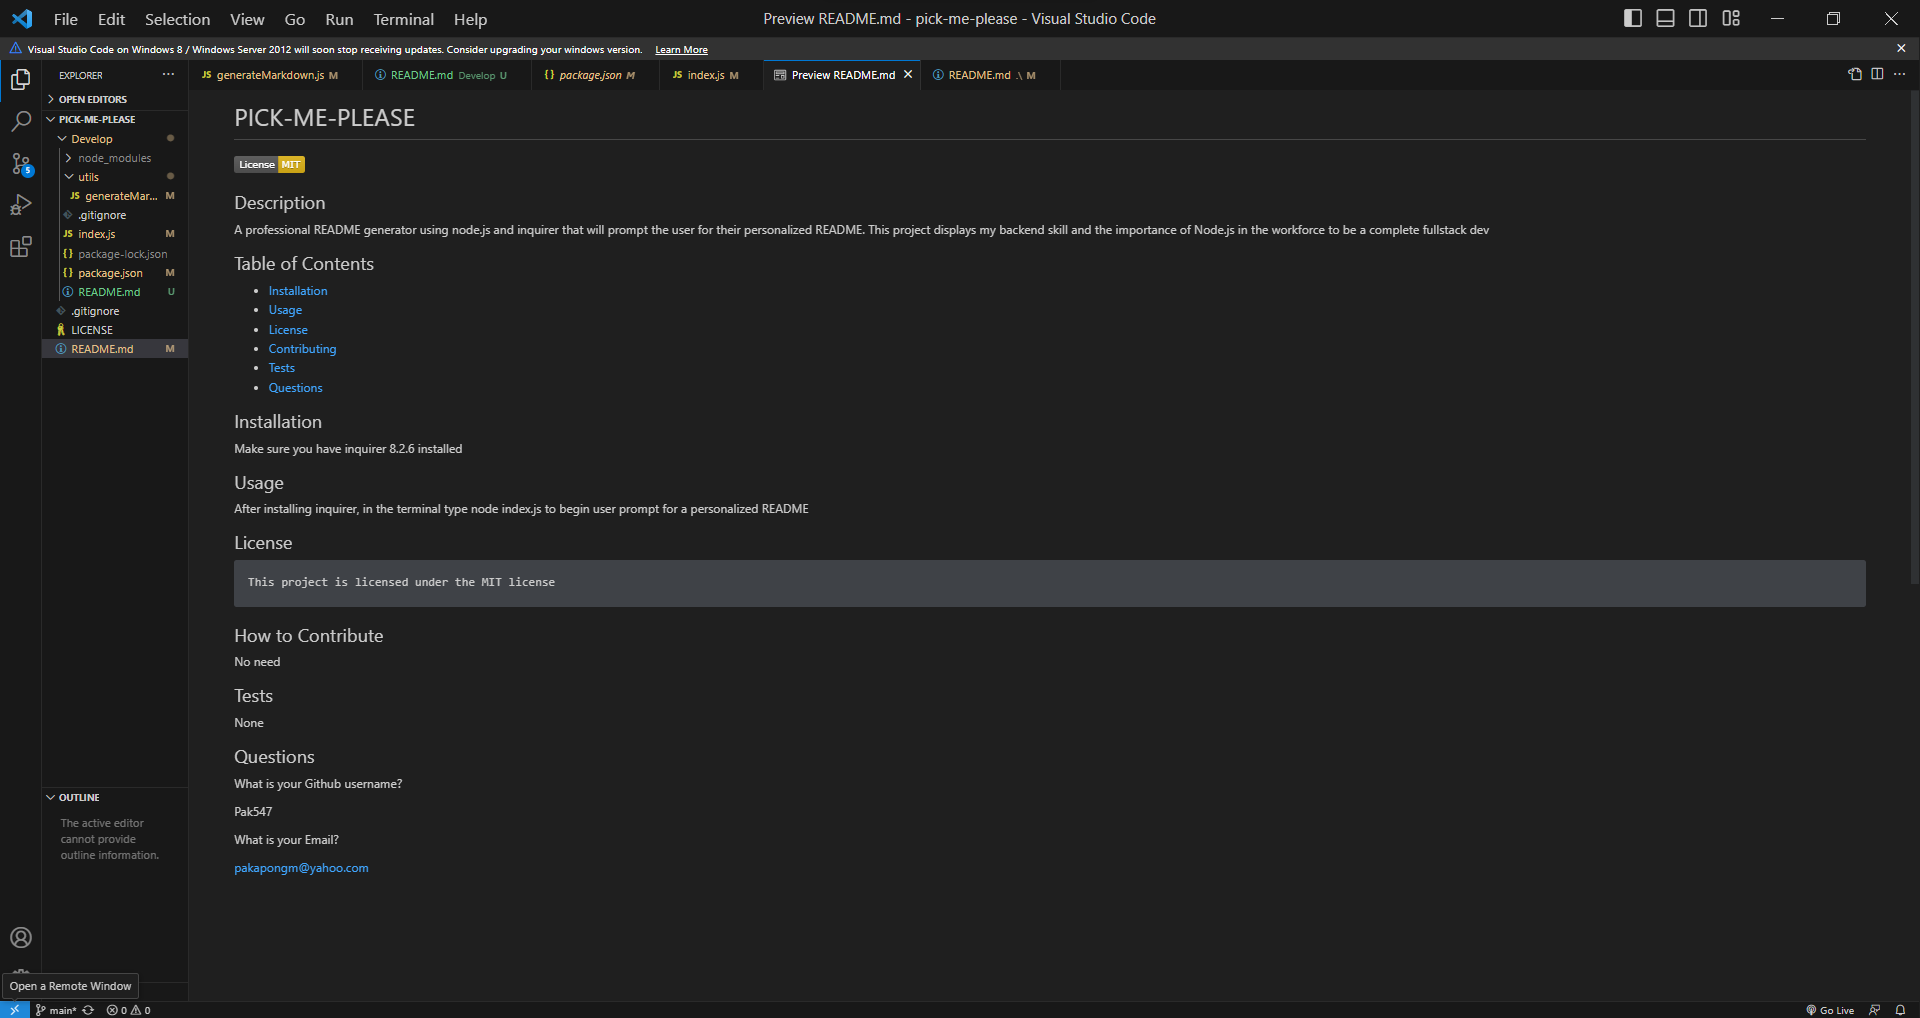 File Edit Selection View Go Run Terminal Help
Preview README.md - pick-me-please - Visual Studio Code
Visual Studio Code on Windows 8 / Windows Server 2012 will soon stop receiving updates. Consider upgrading your windows version. Learn More
EXPLORER
JS generateMarkdown.js M
README.md Develop U
{} package.json M
JS index.js M
Preview README.md
README.md .\ M
OPEN EDITORS
PICK-ME-PLEASE
Develop
node_modules
utils
JS generateMar... M
.gitignore
JS index.js M
{} package-lock.json
{} package.json M
README.md U
.gitignore
LICENSE
README.md M
5
OUTLINE
The active editor
cannot provide
outline information.
PICK-ME-PLEASE
License MIT
Description
A professional README generator using node.js and inquirer that will prompt the user for their personalized README. This project displays my backend skill and the importance of Node.js in the workforce to be a complete fullstack dev
Table of Contents
Installation
Usage
License
Contributing
Tests
Questions
Installation
Make sure you have inquirer 8.2.6 installed
Usage
After installing inquirer, in the terminal type node index.js to begin user prompt for a personalized README
License
This project is licensed under the MIT license
How to Contribute
No need
Tests
None
Questions
What is your Github username?
Pak547
What is your Email?
pakapongm@yahoo.com
Open a Remote Window
main* 0 0
Go Live